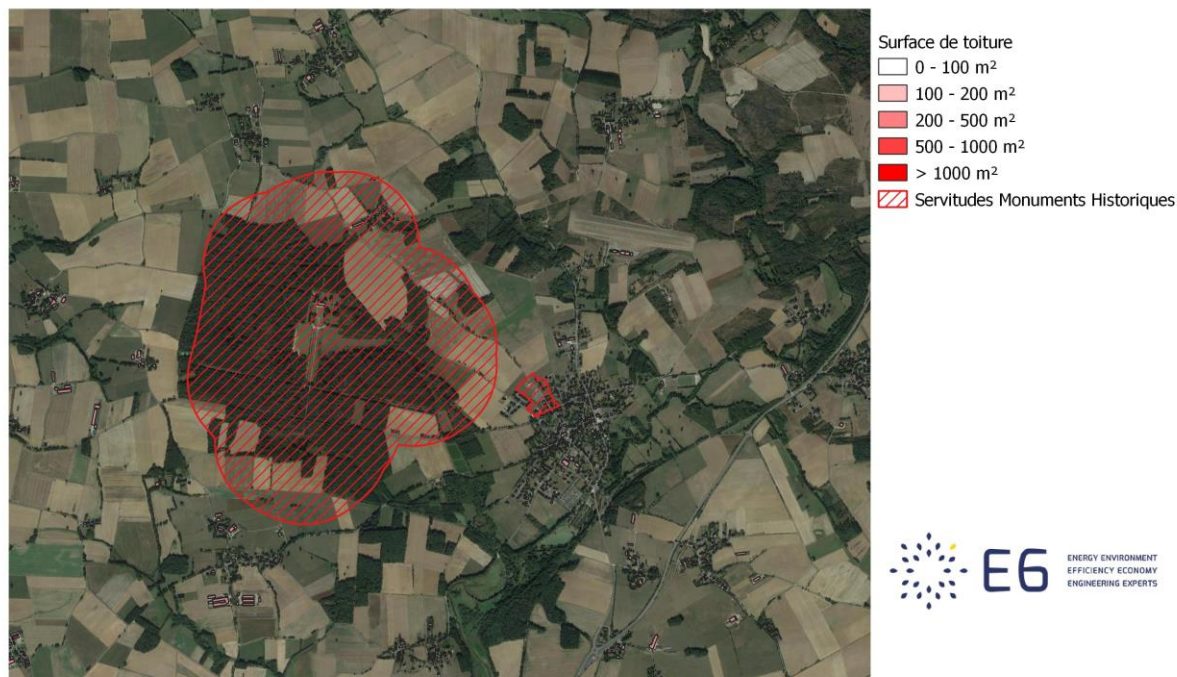 Surface de toiture
0 - 100 m²
100 - 200 m²
200 - 500 m²
500 - 1000 m²
> 1000 m²
Servitudes Monuments Historiques
E6
ENERGY ENVIRONMENT
EFFICIENCY ECONOMY
ENGINEERING EXPERTS